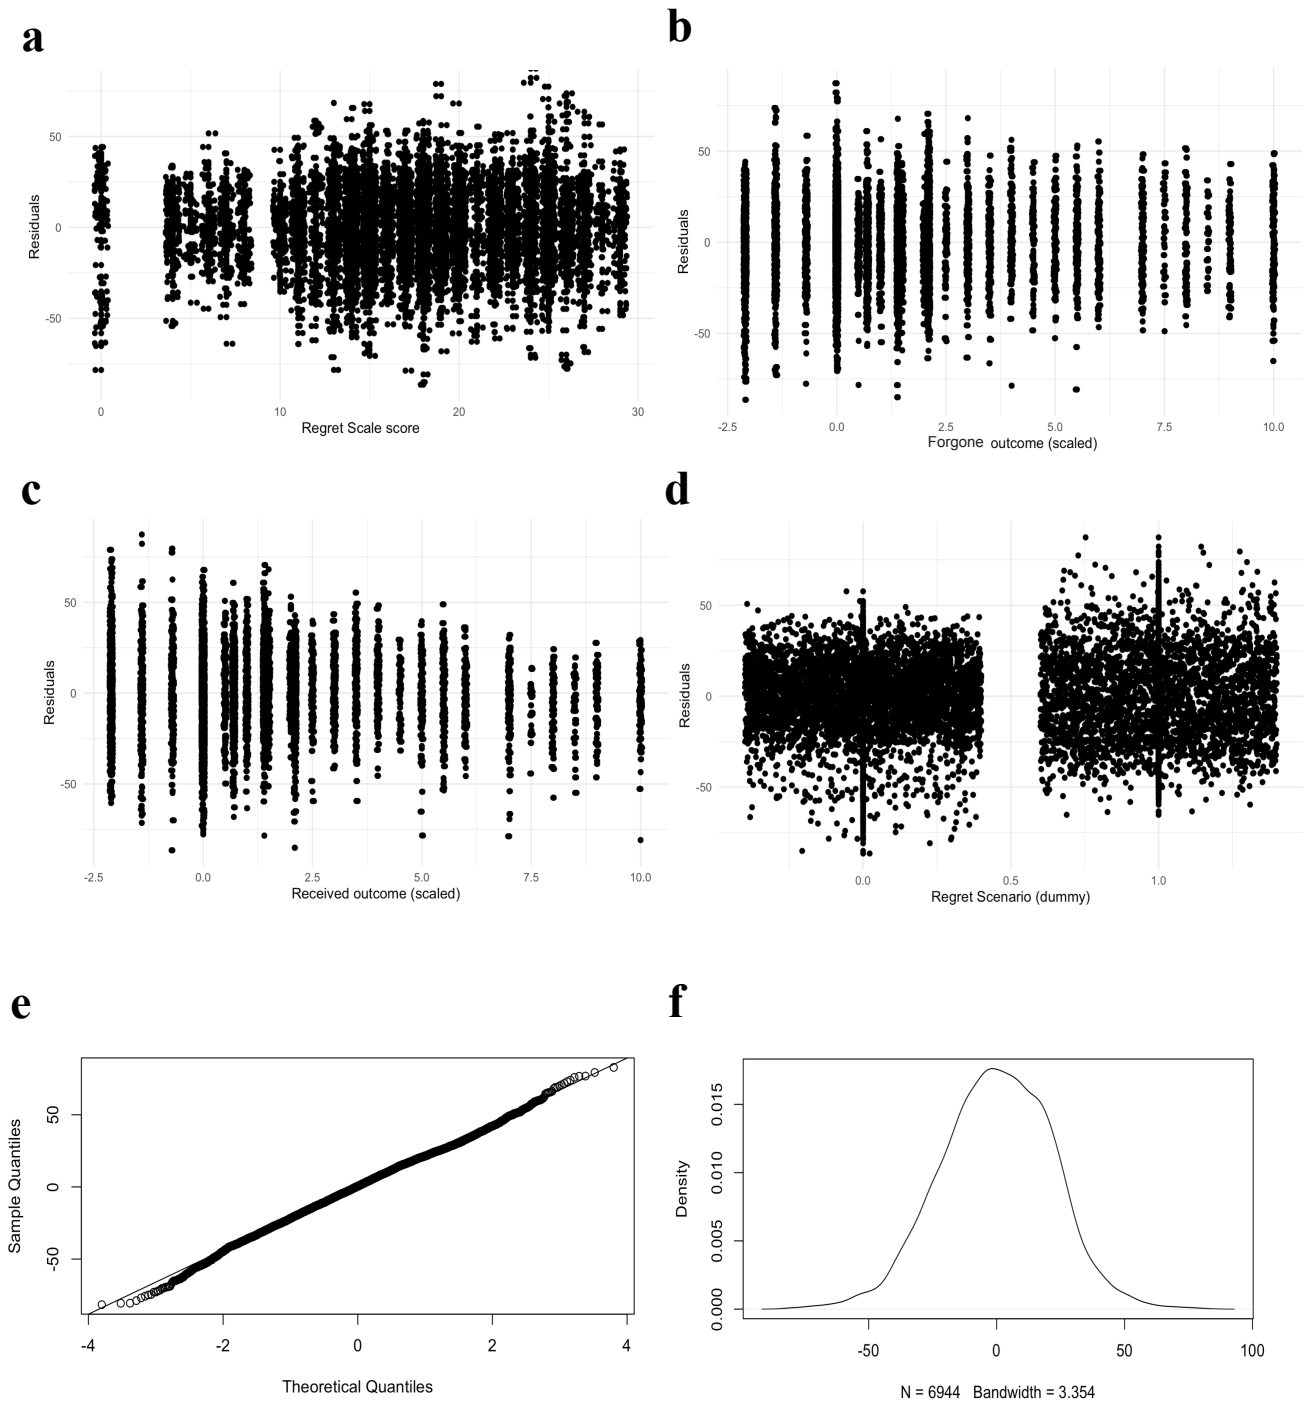 a
b
50
0
-50
Residuals
0
10
20
30
Regret Scale score
50
0
-50
Residuals
-2.5
0.0
2.5
5.0
7.5
10.0
Forgone outcome (scaled)
c
d
50
0
-50
Residuals
-2.5
0.0
2.5
5.0
7.5
10.0
Received outcome (scaled)
50
0
-50
Residuals
0.0
0.5
1.0
Regret Scenario (dummy)
e
f
50
0
-50
Sample Quantiles
-4
-2
0
2
4
Theoretical Quantiles
0.015
0.010
0.005
0.000
Density
-50
0
50
100
N = 6944 Bandwidth = 3.354